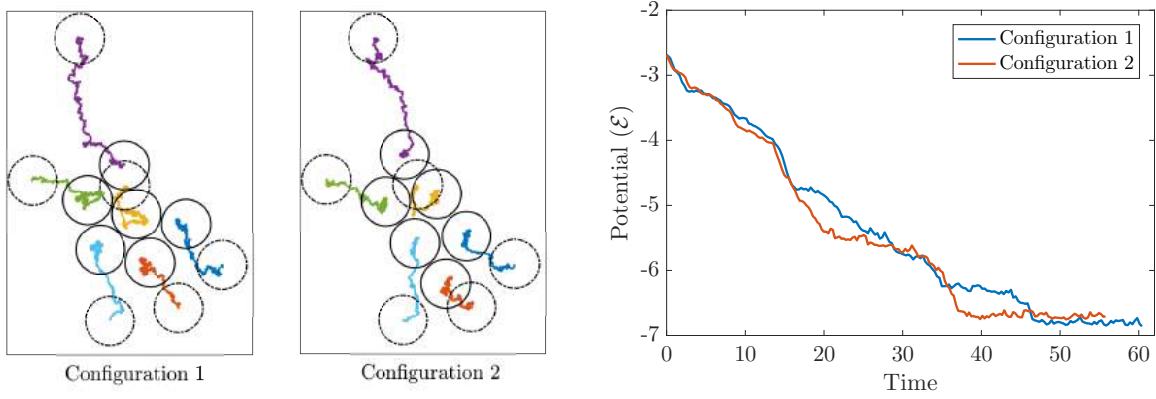 Configuration 1
Configuration 2
-2
-3
-4
-5
-6
-7
Potential (ℰ)
0
10
20
30
40
50
60
Time
Configuration 1
Configuration 2